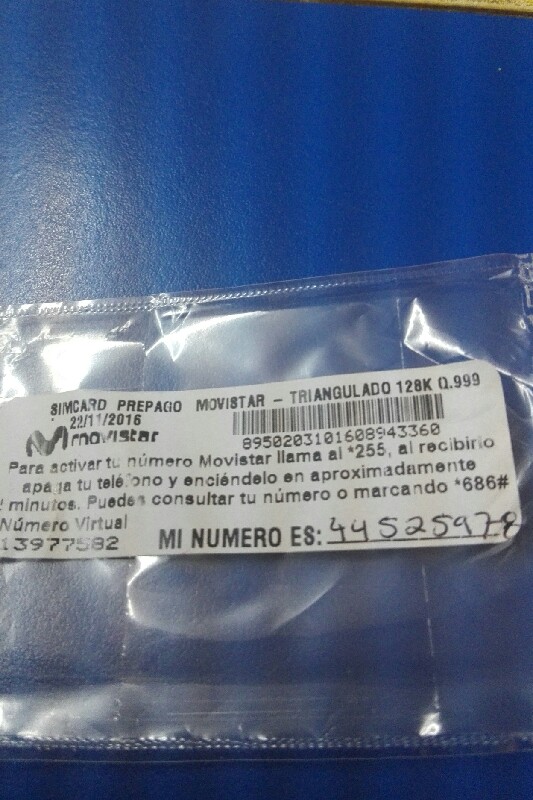 SIMCARD PREPAGO MOVISTAR - TRIANGULADO 128K Q.999
22/11/2016
movistar
8950203101608943360
Para activar tu número Movistar llama al *255, al recibirlo
apaga tu teléfono y enciéndelo en aproximadamente
minutos. Puedes consultar tu número o marcando *686#
Número Virtual
13977582
MI NUMERO ES: 44525978